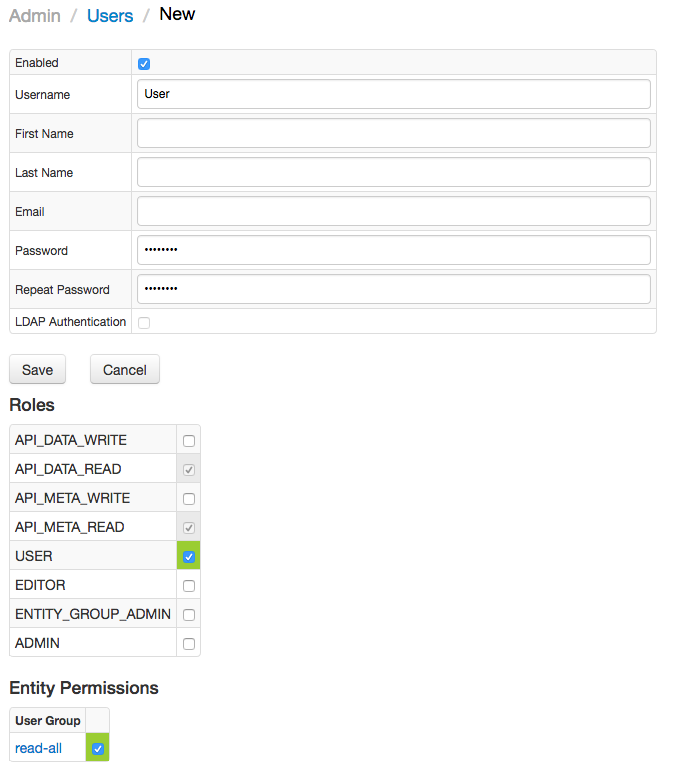 Admin / Users / New
Enabled
Username User
First Name
Last Name
Email
Password ••••••••
Repeat Password ••••••••
LDAP Authentication
Save Cancel
Roles
API_DATA_WRITE
API_DATA_READ
API_META_WRITE
API_META_READ
USER
EDITOR
ENTITY_GROUP_ADMIN
ADMIN
Entity Permissions
User Group
read-all